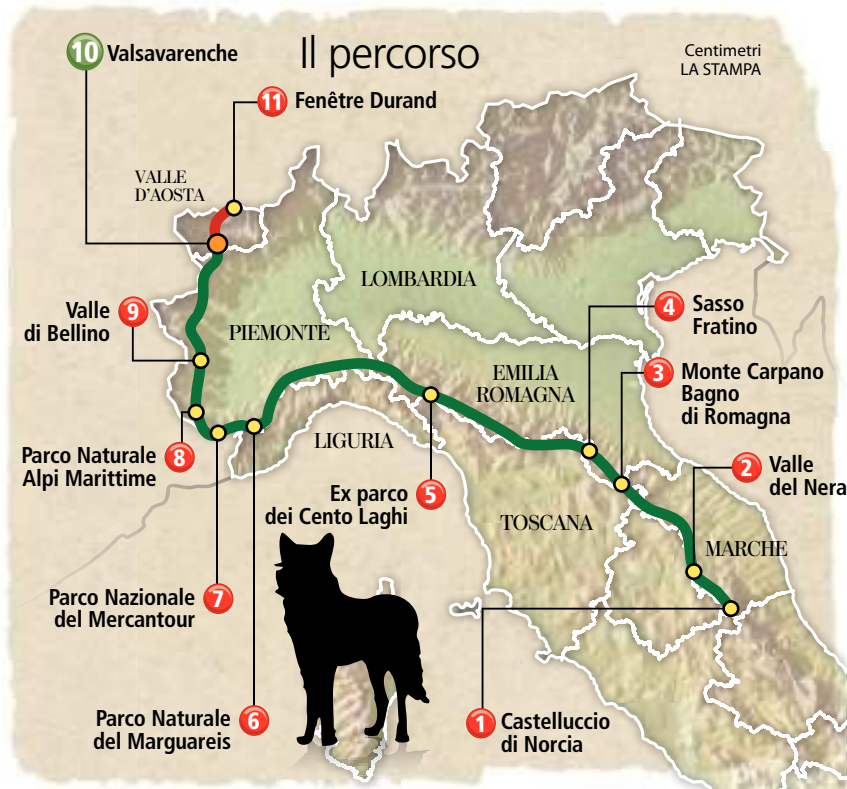 Il percorso
Centimetri
LA STAMPA
10 Valsavarenche
11 Fenêtre Durand
VALLE
D'AOSTA
LOMBARDIA
9 Valle
di Bellino
PIEMONTE
4 Sasso
Fratino
EMILIA
ROMAGNA
3 Monte Carpano
Bagno
di Romagna
LIGURIA
Parco Naturale
Alpi Marittime 8
2 Valle
del Nera
Ex parco
dei Cento Laghi 5
TOSCANA
MARCHE
Parco Nazionale
del Mercantour 7
Parco Naturale
del Marguareis 6
1 Castelluccio
di Norcia